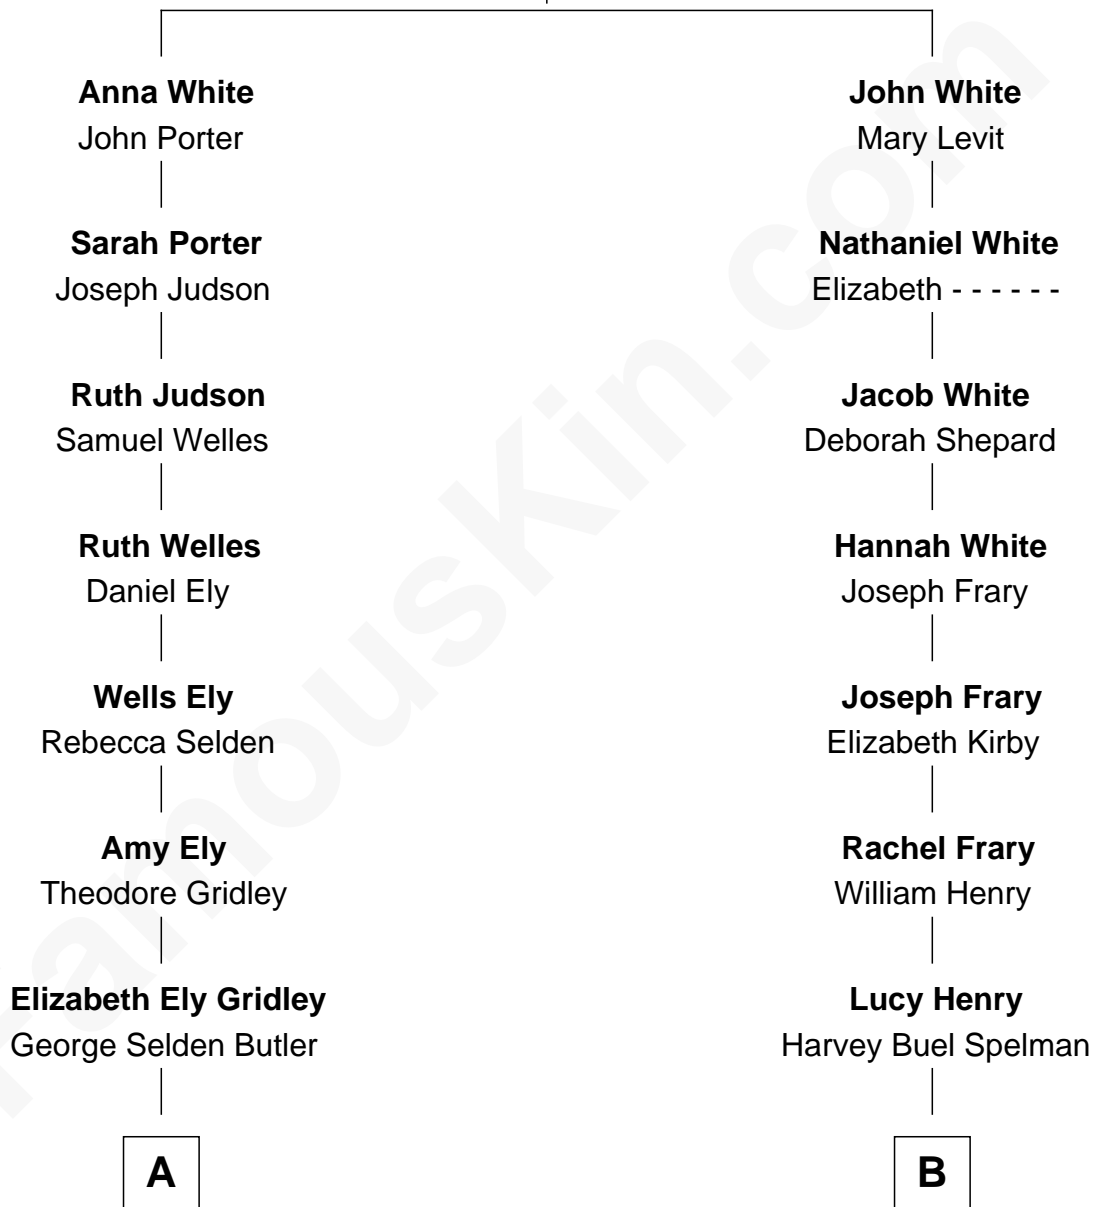 Anna White
John Porter
Sarah Porter
Joseph Judson
Ruth Judson
Samuel Welles
Ruth Welles
Daniel Ely
Wells Ely
Rebecca Selden
Amy Ely
Theodore Gridley
Elizabeth Ely Gridley
George Selden Butler
A
John White
Mary Levit
Nathaniel White
Elizabeth - - - - - -
Jacob White
Deborah Shepard
Hannah White
Joseph Frary
Joseph Frary
Elizabeth Kirby
Rachel Frary
William Henry
Lucy Henry
Harvey Buel Spelman
B
FamousKin.com